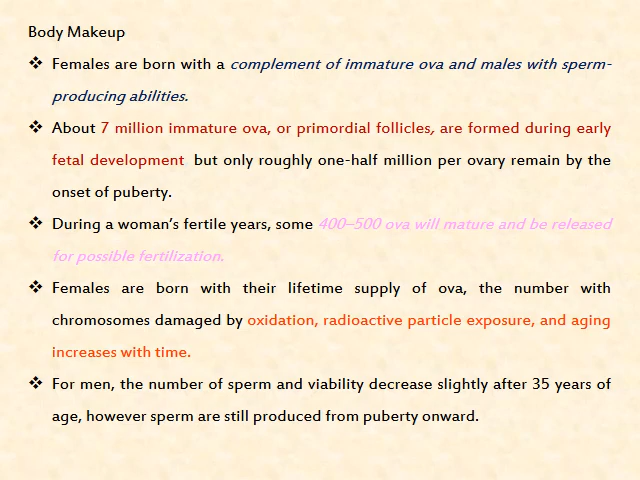 Body Makeup
❖ Females are born with a complement of immature ova and males with sperm-
producing abilities.
❖ About 7 million immature ova, or primordial follicles, are formed during early
fetal development but only roughly one-half million per ovary remain by the
onset of puberty.
❖ During a woman’s fertile years, some 400–500 ova will mature and be released
for possible fertilization.
❖ Females are born with their lifetime supply of ova, the number with
chromosomes damaged by oxidation, radioactive particle exposure, and aging
increases with time.
❖ For men, the number of sperm and viability decrease slightly after 35 years of
age, however sperm are still produced from puberty onward.